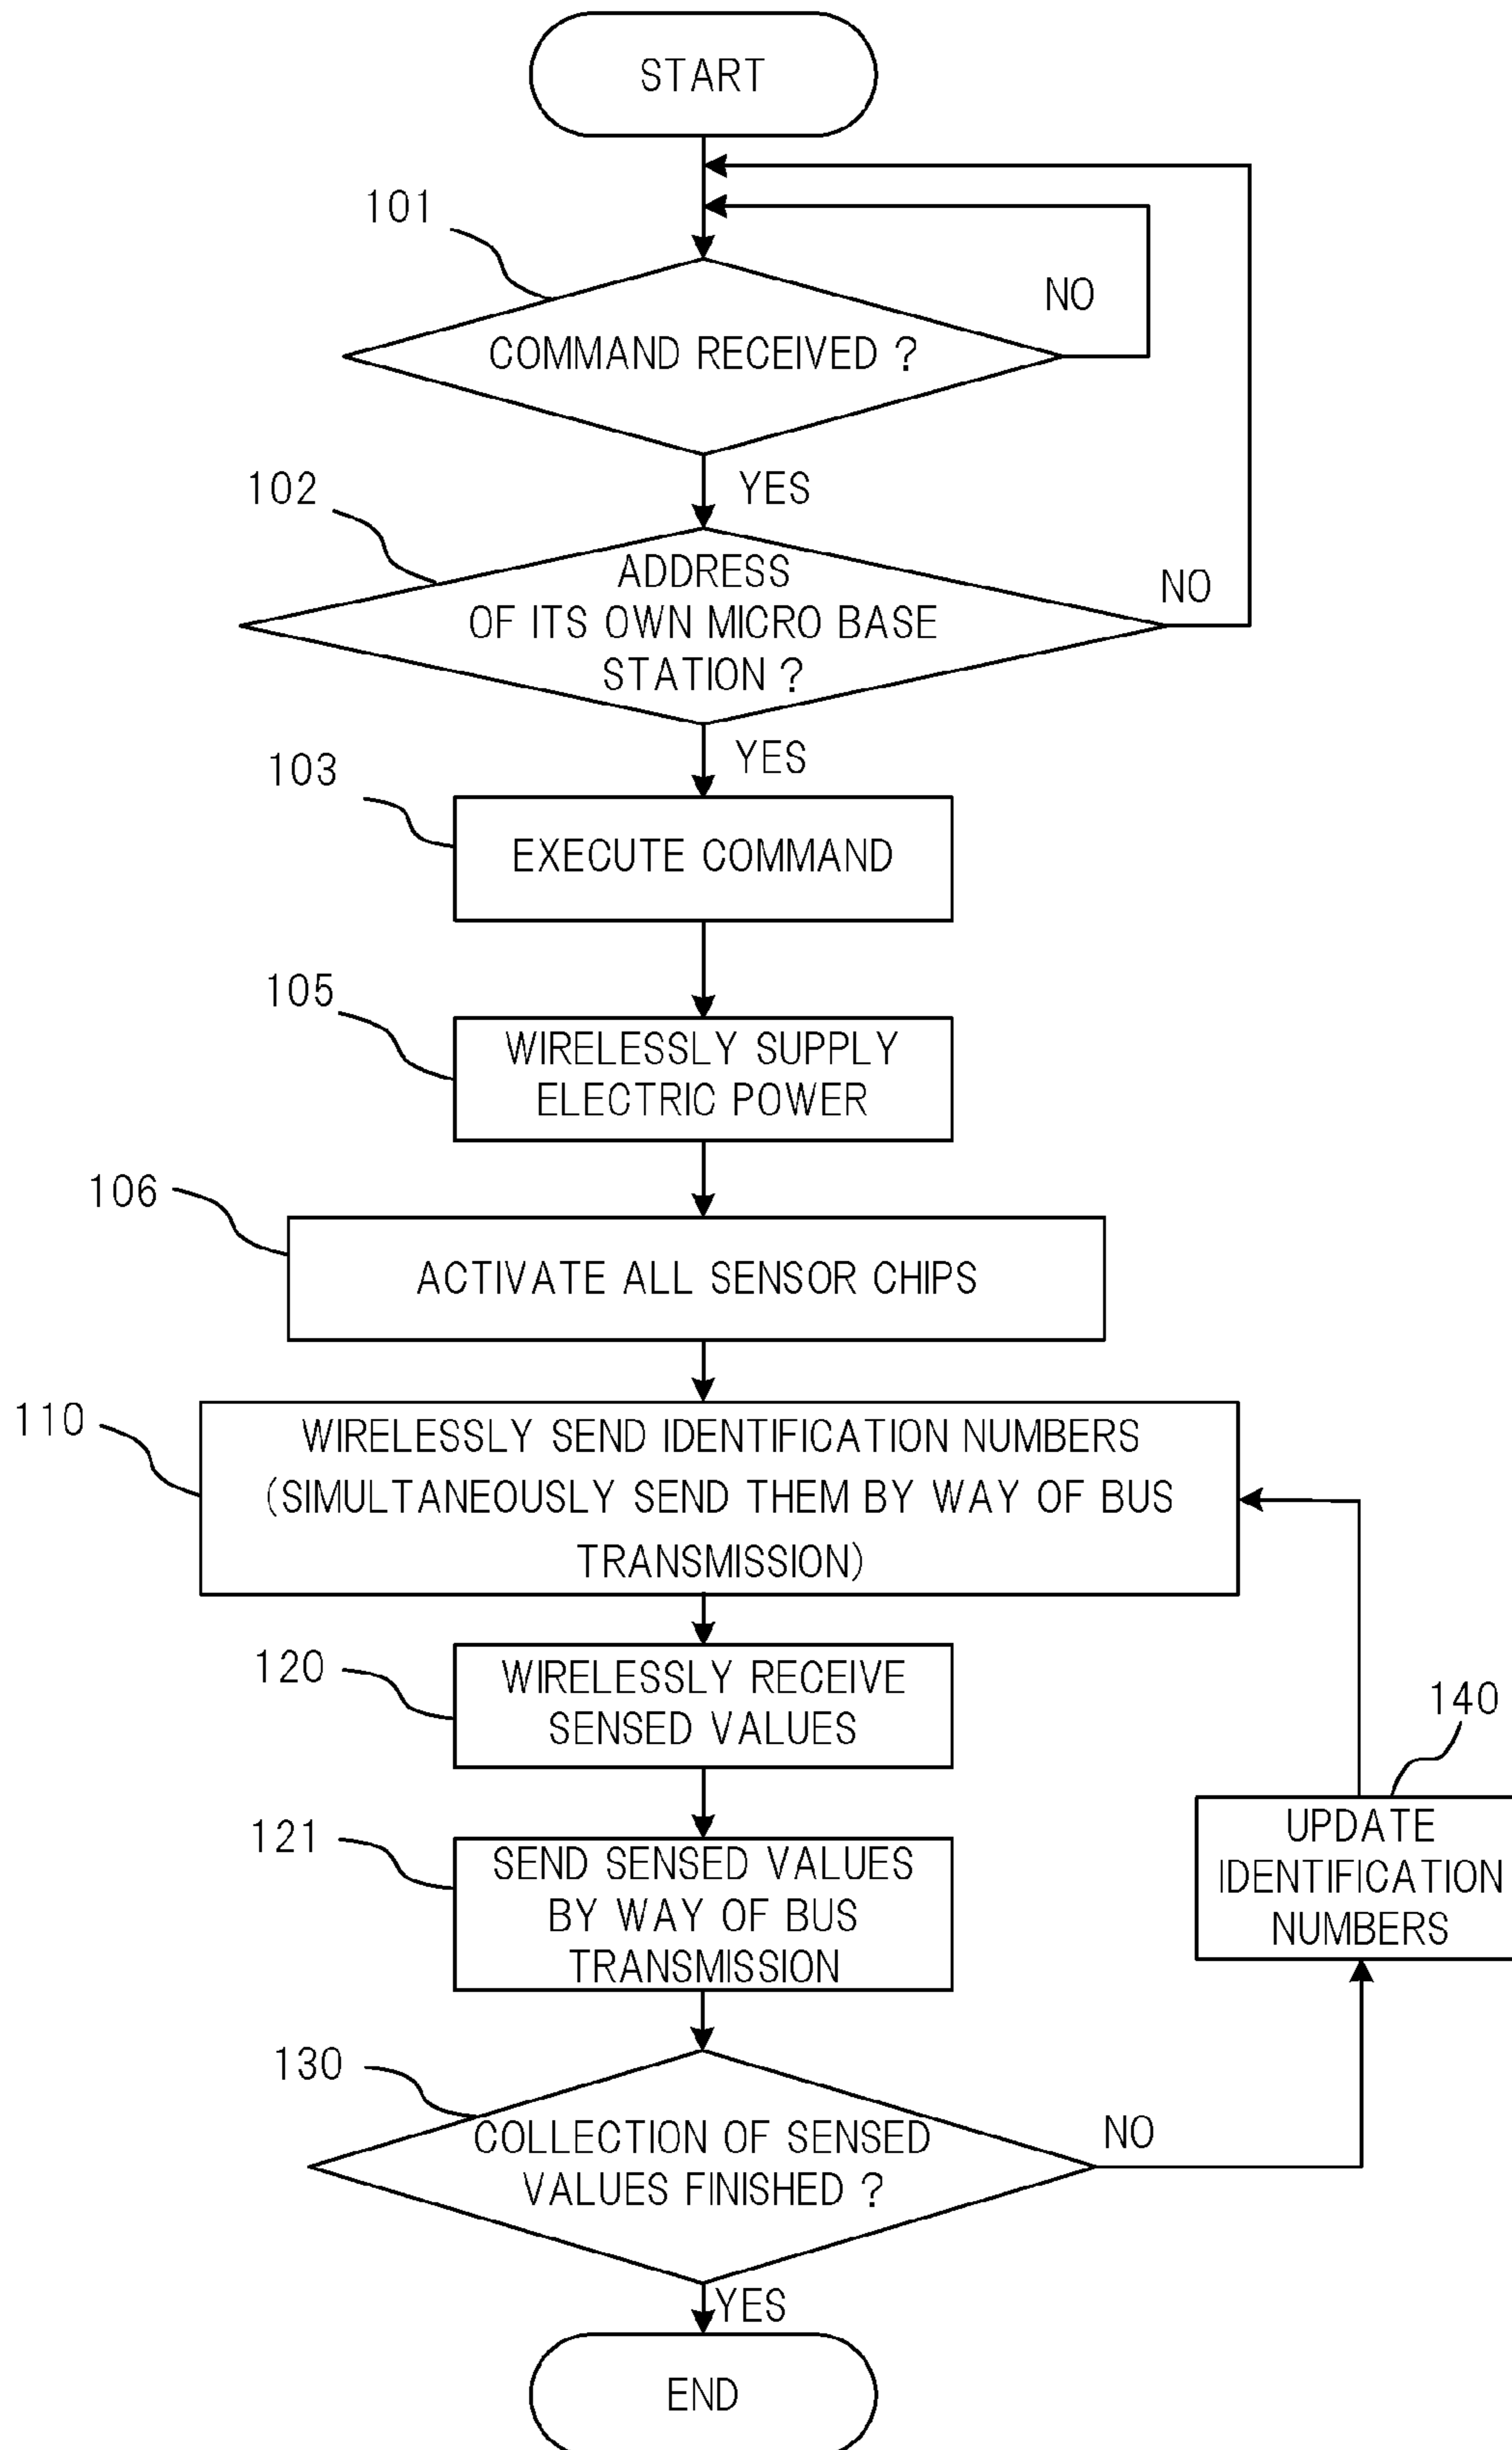 START
101
NO
COMMAND RECEIVED ?
YES
102
ADDRESS
OF ITS OWN MICRO BASE
STATION ?
NO
YES
103
EXECUTE COMMAND
105
WIRELESSLY SUPPLY
ELECTRIC POWER
106
ACTIVATE ALL SENSOR CHIPS
110
WIRELESSLY SEND IDENTIFICATION NUMBERS
(SIMULTANEOUSLY SEND THEM BY WAY OF BUS
TRANSMISSION)
120
WIRELESSLY RECEIVE
SENSED VALUES
140
UPDATE
IDENTIFICATION
NUMBERS
121
SEND SENSED VALUES
BY WAY OF BUS
TRANSMISSION
130
COLLECTION OF SENSED
VALUES FINISHED ?
NO
YES
END